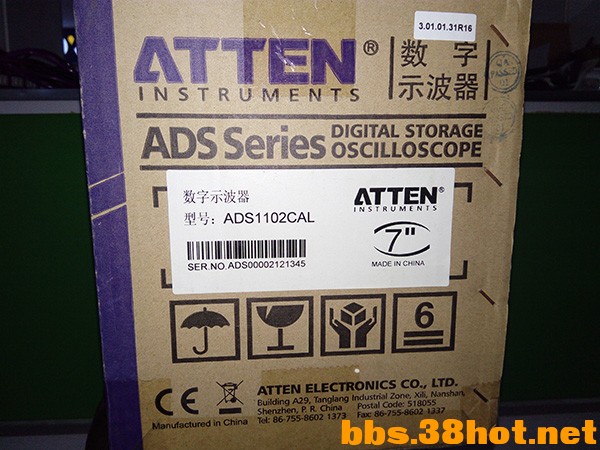 3.01.01.31R16
ATTEN®
INSTRUMENTS
数字
示波器
QA
PASSED
ADS Series
DIGITAL STORAGE
OSCILLOSCOPE
数字示波器
型号: ADS1102CAL
SER.NO.ADS00002121345
ATTEN®
INSTRUMENTS
7"
MADE IN CHINA
6
CE
Manufactured in China
ATTEN ELECTRONICS CO., LTD.
Building A29, Tanglang Industrial Zone, Xili, Nanshan,
Shenzhen, P. R. China Postal Code: 518055
Tel: 86-755-8602 1373 Fax: 86-755-8602 1337
bbs.38hot.net